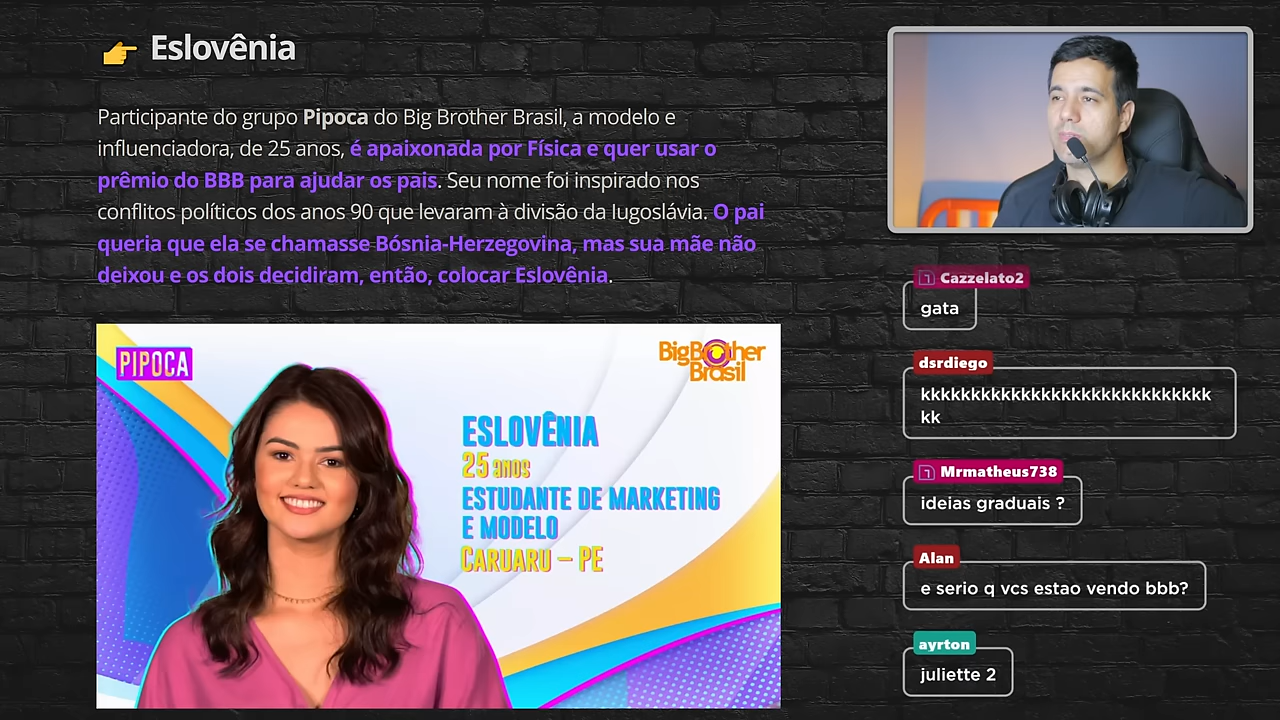 👉 Eslovênia
Participante do grupo Pipoca do Big Brother Brasil, a modelo e
influenciadora, de 25 anos, é apaixonada por Física e quer usar o
prêmio do BBB para ajudar os pais. Seu nome foi inspirado nos
conflitos políticos dos anos 90 que levaram à divisão da Iugoslávia. O pai
queria que ela se chamasse Bósnia-Herzegovina, mas sua mãe não
deixou e os dois decidiram, então, colocar Eslovênia.
PIPOCA
BigBrother
Brasil
ESLOVÊNIA
25 anos
ESTUDANTE DE MARKETING
E MODELO
CARUARU – PE
Cazzelato2
gata
dsrdiego
kkkkkkkkkkkkkkkkkkkkkkkkkkkkk
kk
Mrmatheus738
ideias graduais ?
Alan
e serio q vcs estao vendo bbb?
ayrton
juliette 2